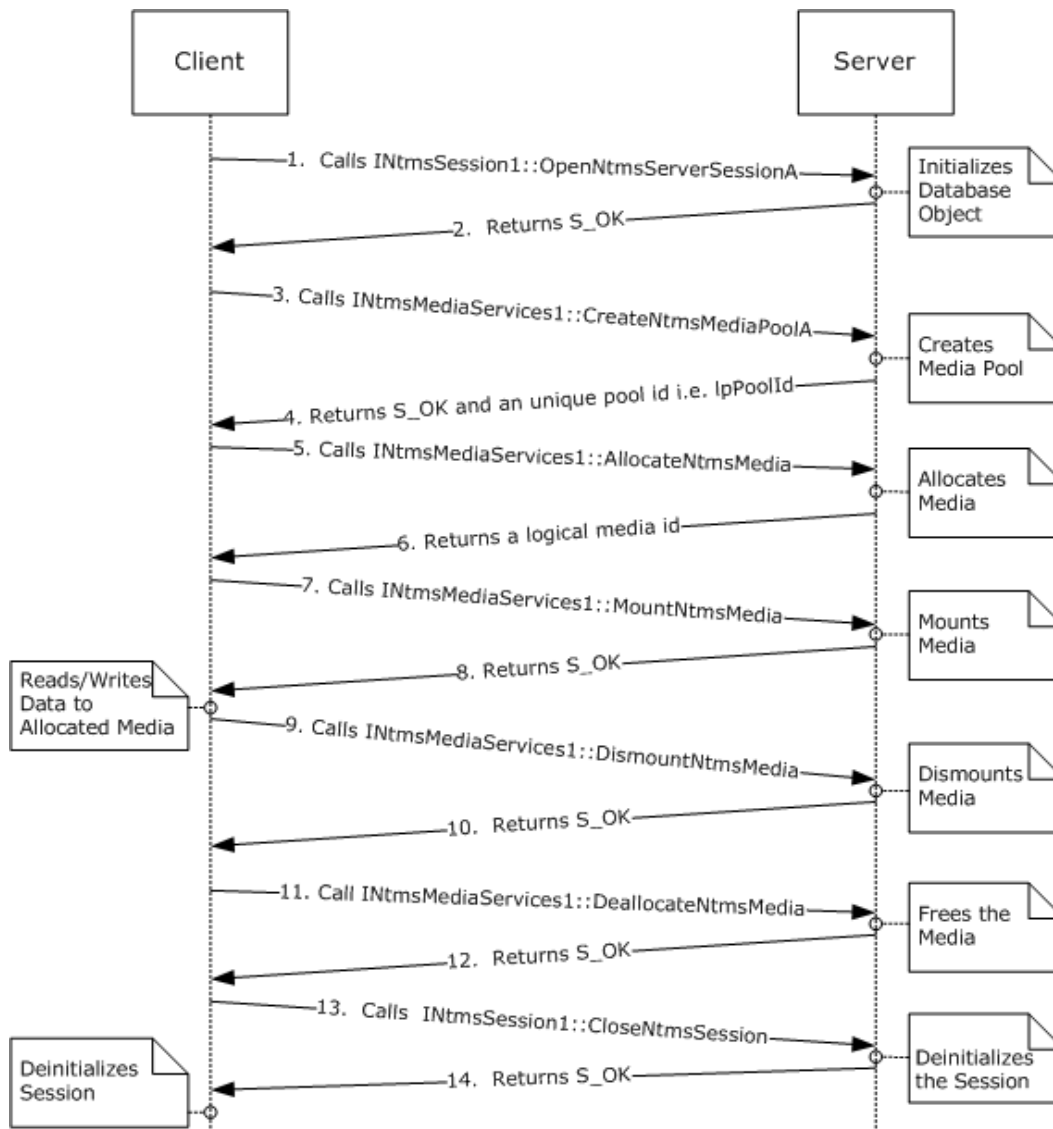 Client
Server
1. Calls INtmsSession1::OpenNtmsServerSessionA
Initializes
Database
Object
2. Returns S_OK
3. Calls INtmsMediaServices1::CreateNtmsMediaPoolA
Creates
Media Pool
4. Returns S_OK and an unique pool id i.e. lpPoolId
5. Calls INtmsMediaServices1::AllocateNtmsMedia
Allocates
Media
6. Returns a logical media id
7. Calls INtmsMediaServices1::MountNtmsMedia
Mounts
Media
8. Returns S_OK
Reads/Writes
Data to
Allocated Media
9. Calls INtmsMediaServices1::DismountNtmsMedia
Dismounts
Media
10. Returns S_OK
11. Call INtmsMediaServices1::DeallocateNtmsMedia
Frees the
Media
12. Returns S_OK
13. Calls INtmsSession1::CloseNtmsSession
Deinitializes
the Session
14. Returns S_OK
Deinitializes
Session